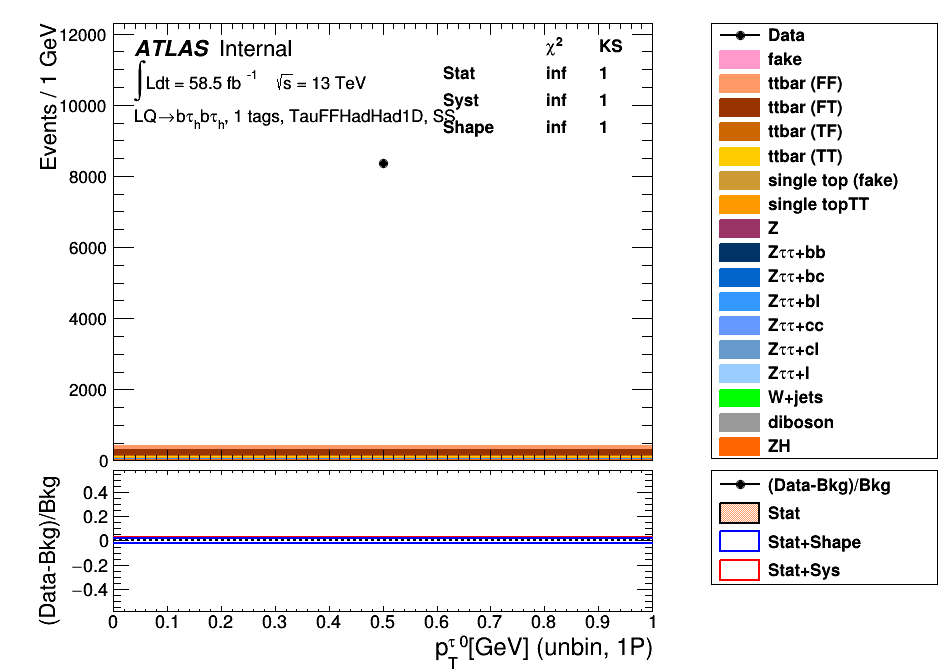 ATLAS Internal
∫Ldt = 58.5 fb⁻¹ √s = 13 TeV
LQ→bτₕbτₕ, 1 tags, TauFFHadHad1D, SS
χ² KS
Stat inf 1
Syst inf 1
Shape inf 1
Events / 1 GeV
12000
10000
8000
6000
4000
2000
0
Data
fake
ttbar (FF)
ttbar (FT)
ttbar (TF)
ttbar (TT)
single top (fake)
single topTT
Z
Zττ+bb
Zττ+bc
Zττ+bl
Zττ+cc
Zττ+cl
Zττ+l
W+jets
diboson
ZH
(Data-Bkg)/Bkg
0.4
0.2
0
−0.2
−0.4
0 0.1 0.2 0.3 0.4 0.5 0.6 0.7 0.8 0.9 1
p_T^τ 0[GeV] (unbin, 1P)
(Data-Bkg)/Bkg
Stat
Stat+Shape
Stat+Sys